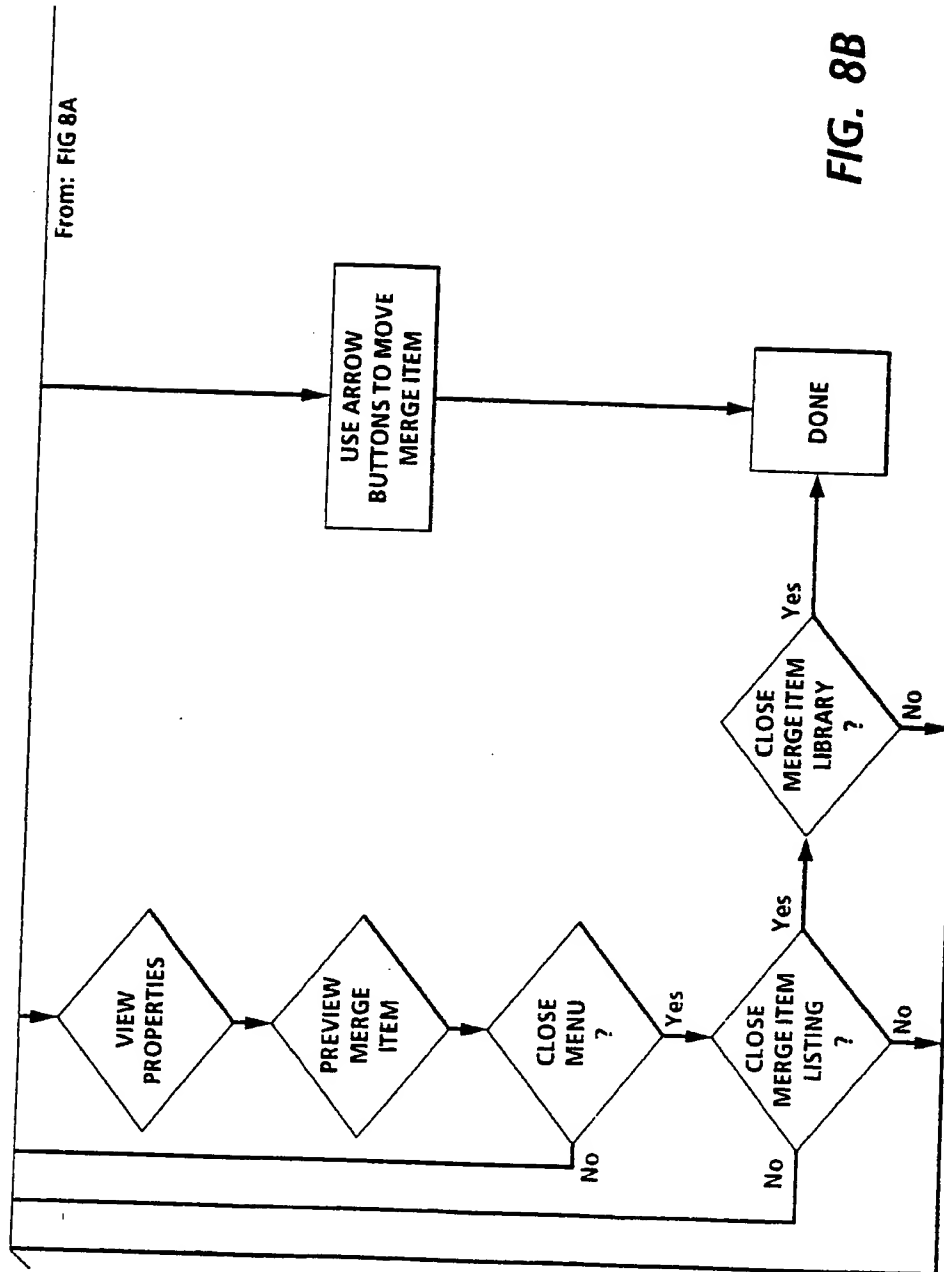 From: FIG 8A
VIEW
PROPERTIES
PREVIEW
MERGE
ITEM
CLOSE
MENU
?
No
Yes
CLOSE
MERGE ITEM
LISTING
?
No
No
Yes
CLOSE
MERGE ITEM
LIBRARY
?
No
Yes
USE ARROW
BUTTONS TO MOVE
MERGE ITEM
DONE
FIG. 8B